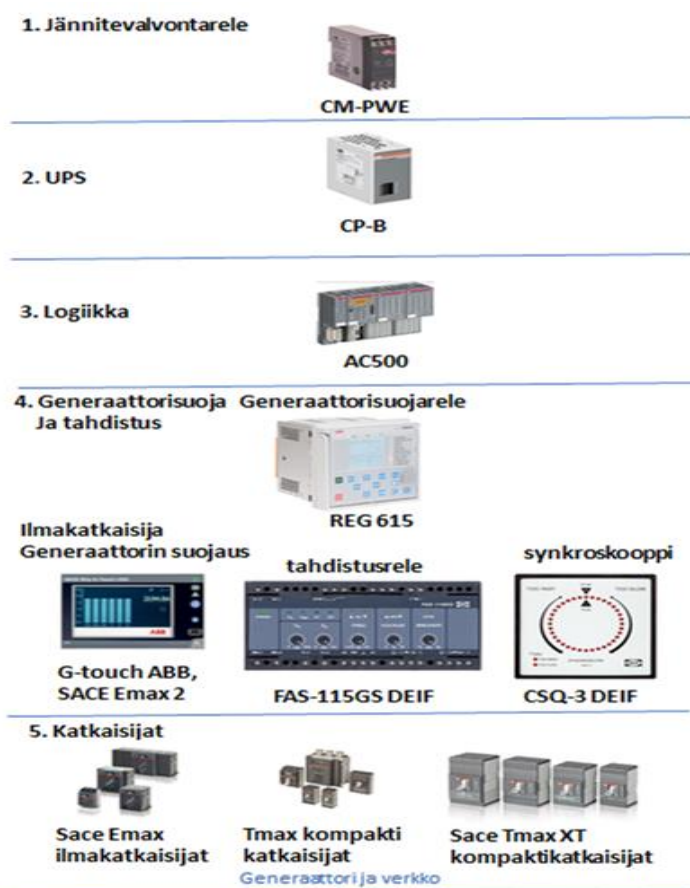 1. Jännitevalvontarele
CM-PWE
2. UPS
CP-B
3. Logiikka
AC500
4. Generaattorisuoja Generaattorisuojarele
Ja tahdistus
REG 615
Ilmakatkaisija
Generaattorin suojaus
tahdistusrele
synkroskooppi
ABB
G-touch ABB,
SACE Emax 2
FAS-115GS DEIF
CSQ-3 DEIF
5. Katkaisijat
Sace Emax
ilmakatkaisijat
Tmax kompakti
katkaisijat
Sace Tmax XT
kompaktikatkaisijat
Generaattori ja verkko